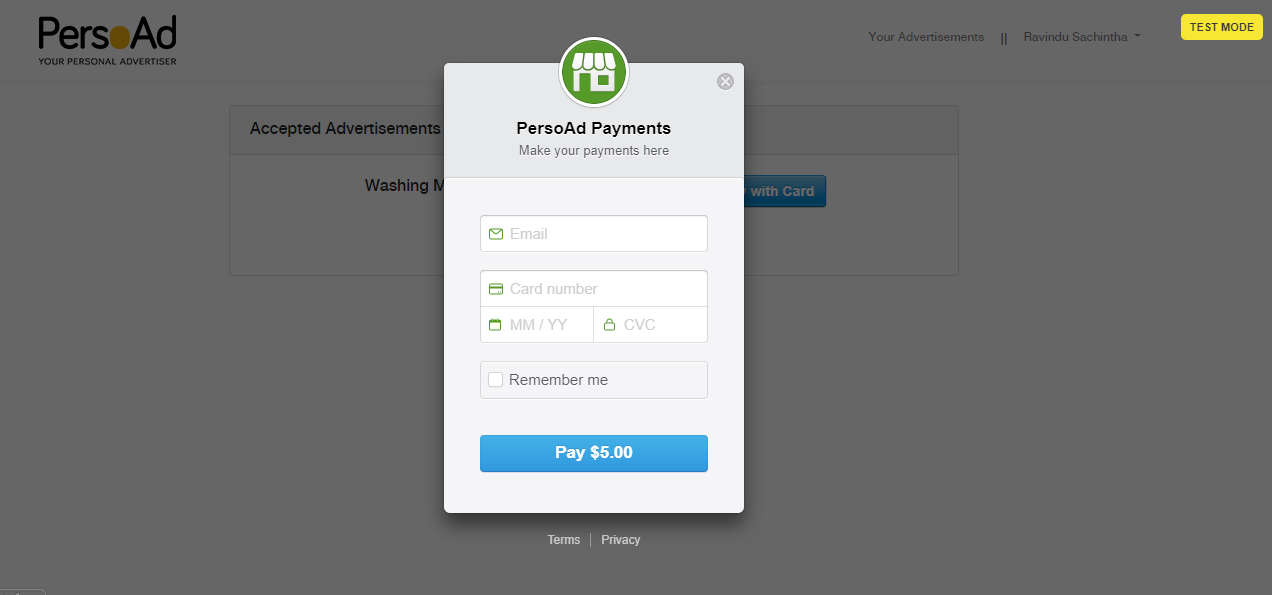 PersoAd
YOUR PERSONAL ADVERTISER
Your Advertisements || Ravindu Sachintha
TEST MODE
Accepted Advertisements
Washing
with Card
PersoAd Payments
Make your payments here
Email
Card number
MM / YY
CVC
Remember me
Pay $5.00
Terms | Privacy